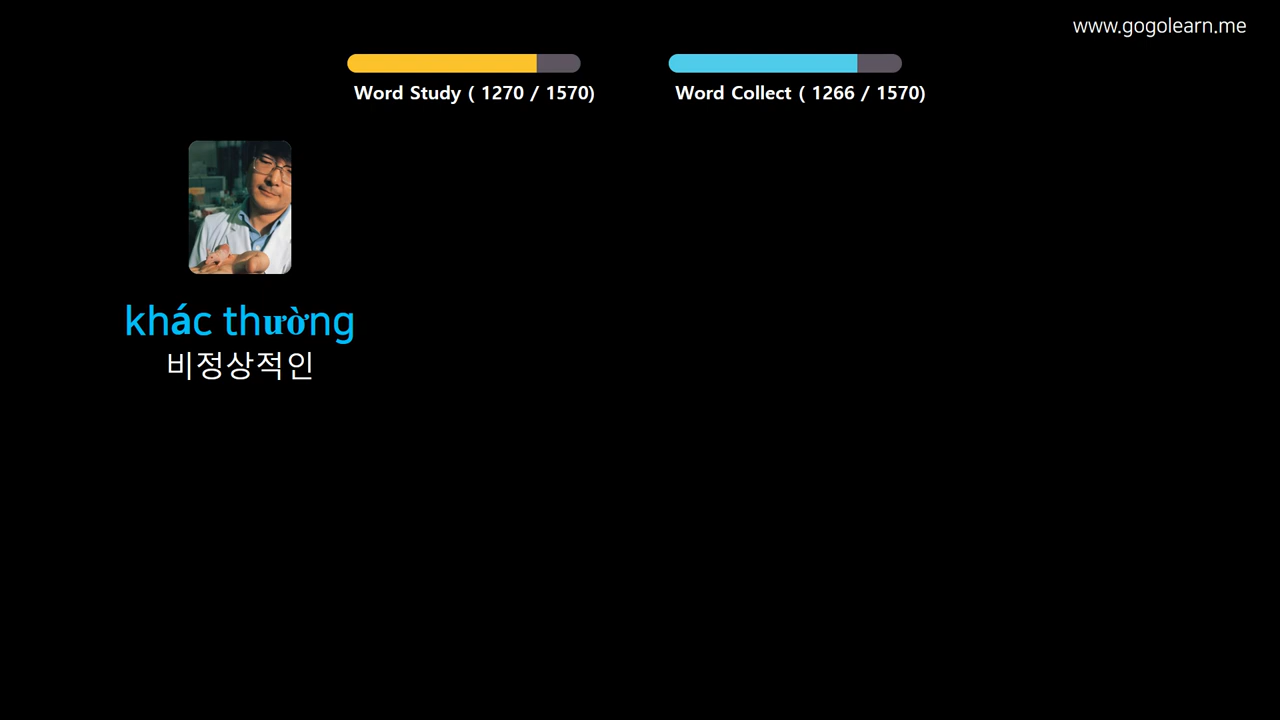 www.gogolearn.me
Word Study ( 1270 / 1570)
Word Collect ( 1266 / 1570)
khác thường
비정상적인